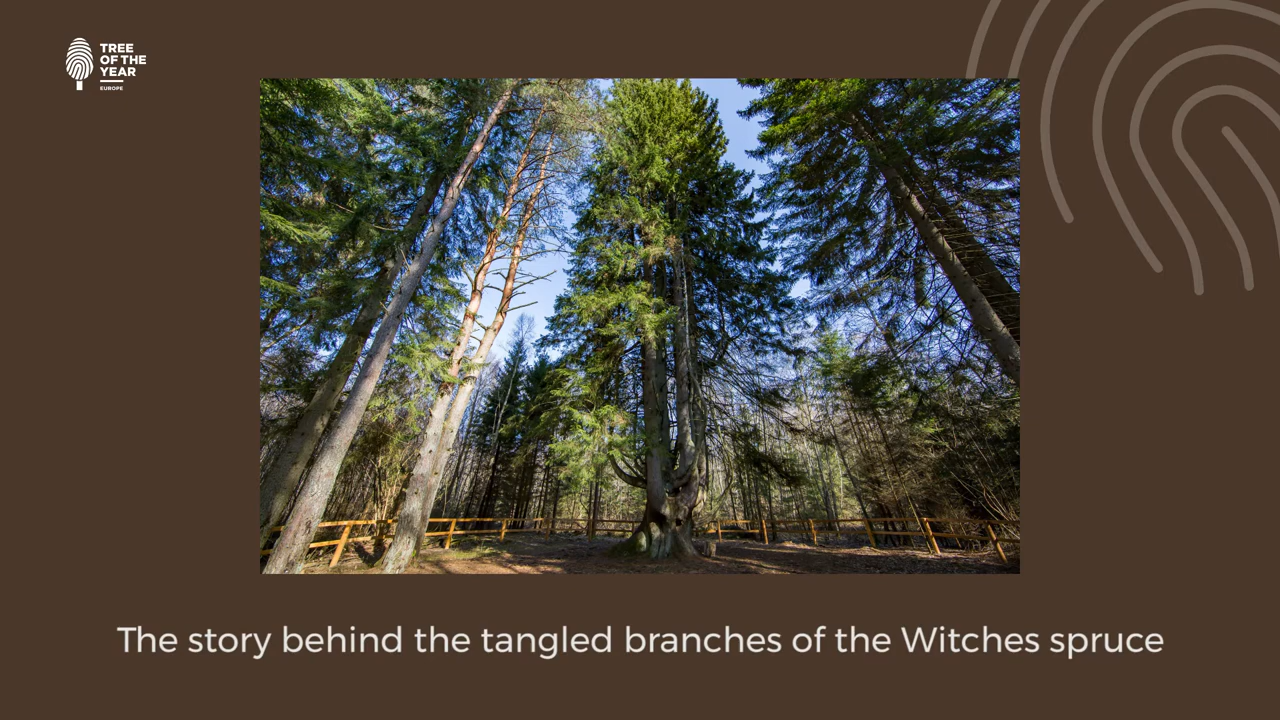 TREE
OF THE
YEAR
EUROPE
The story behind the tangled branches of the Witches spruce